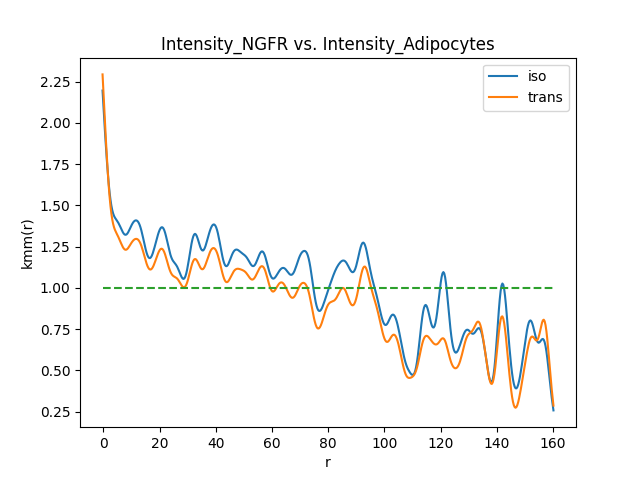 Intensity_NGFR vs. Intensity_Adipocytes
iso
trans
2.25
2.00
1.75
1.50
1.25
1.00
0.75
0.50
0.25
kmm(r)
0 20 40 60 80 100 120 140 160
r